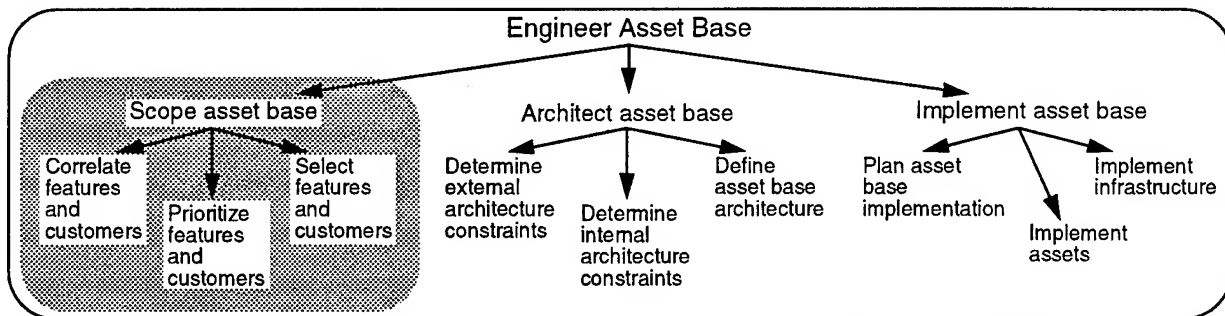 Engineer Asset Base
Scope asset base
Correlate
features
and
customers
Prioritize
features
and
customers
Select
features
and
customers
Architect asset base
Determine
external
architecture
constraints
Determine
internal
architecture
constraints
Define
asset base
architecture
Implement asset base
Plan asset
base
implementation
Implement
assets
Implement
infrastructure